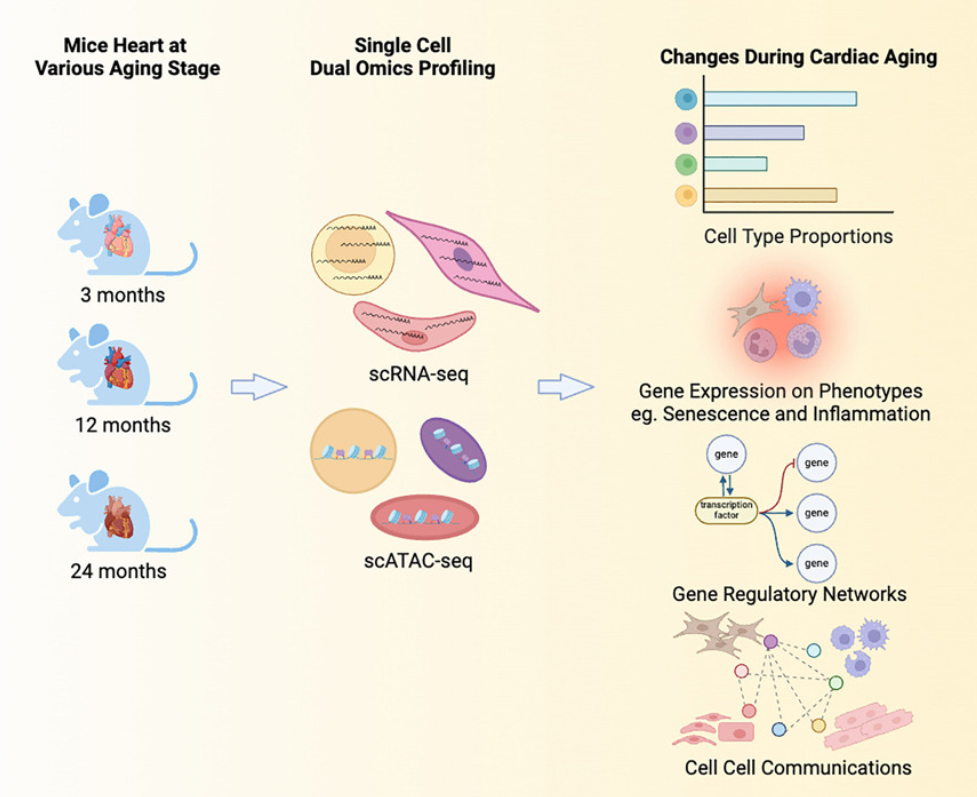 Mice Heart at
Various Aging Stage
3 months
12 months
24 months
Single Cell
Dual Omics Profiling
scRNA-seq
scATAC-seq
Changes During Cardiac Aging
Cell Type Proportions
Gene Expression on Phenotypes
eg. Senescence and Inflammation
gene
gene
transcription
factor
gene
gene
Gene Regulatory Networks
Cell Cell Communications